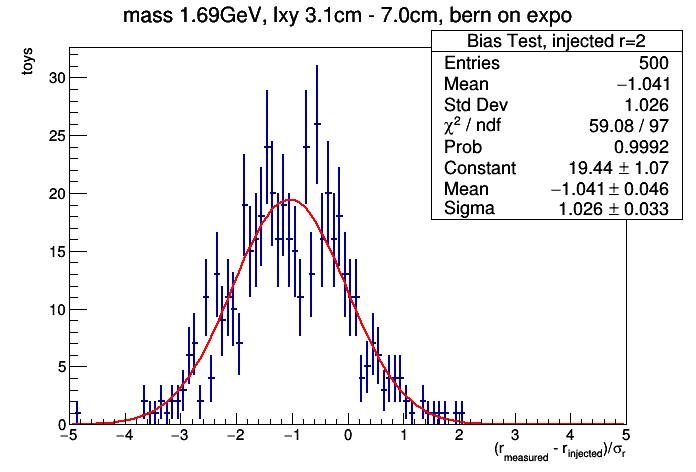 mass 1.69GeV, lxy 3.1cm - 7.0cm, bern on expo
toys
Bias Test, injected r=2
Entries 500
Mean −1.041
Std Dev 1.026
χ² / ndf 59.08 / 97
Prob 0.9992
Constant 19.44 ± 1.07
Mean −1.041 ± 0.046
Sigma 1.026 ± 0.033
30
25
20
15
10
5
0
−5 −4 −3 −2 −1 0 1 2 3 4 5
(r_measured - r_injected)/σ_r